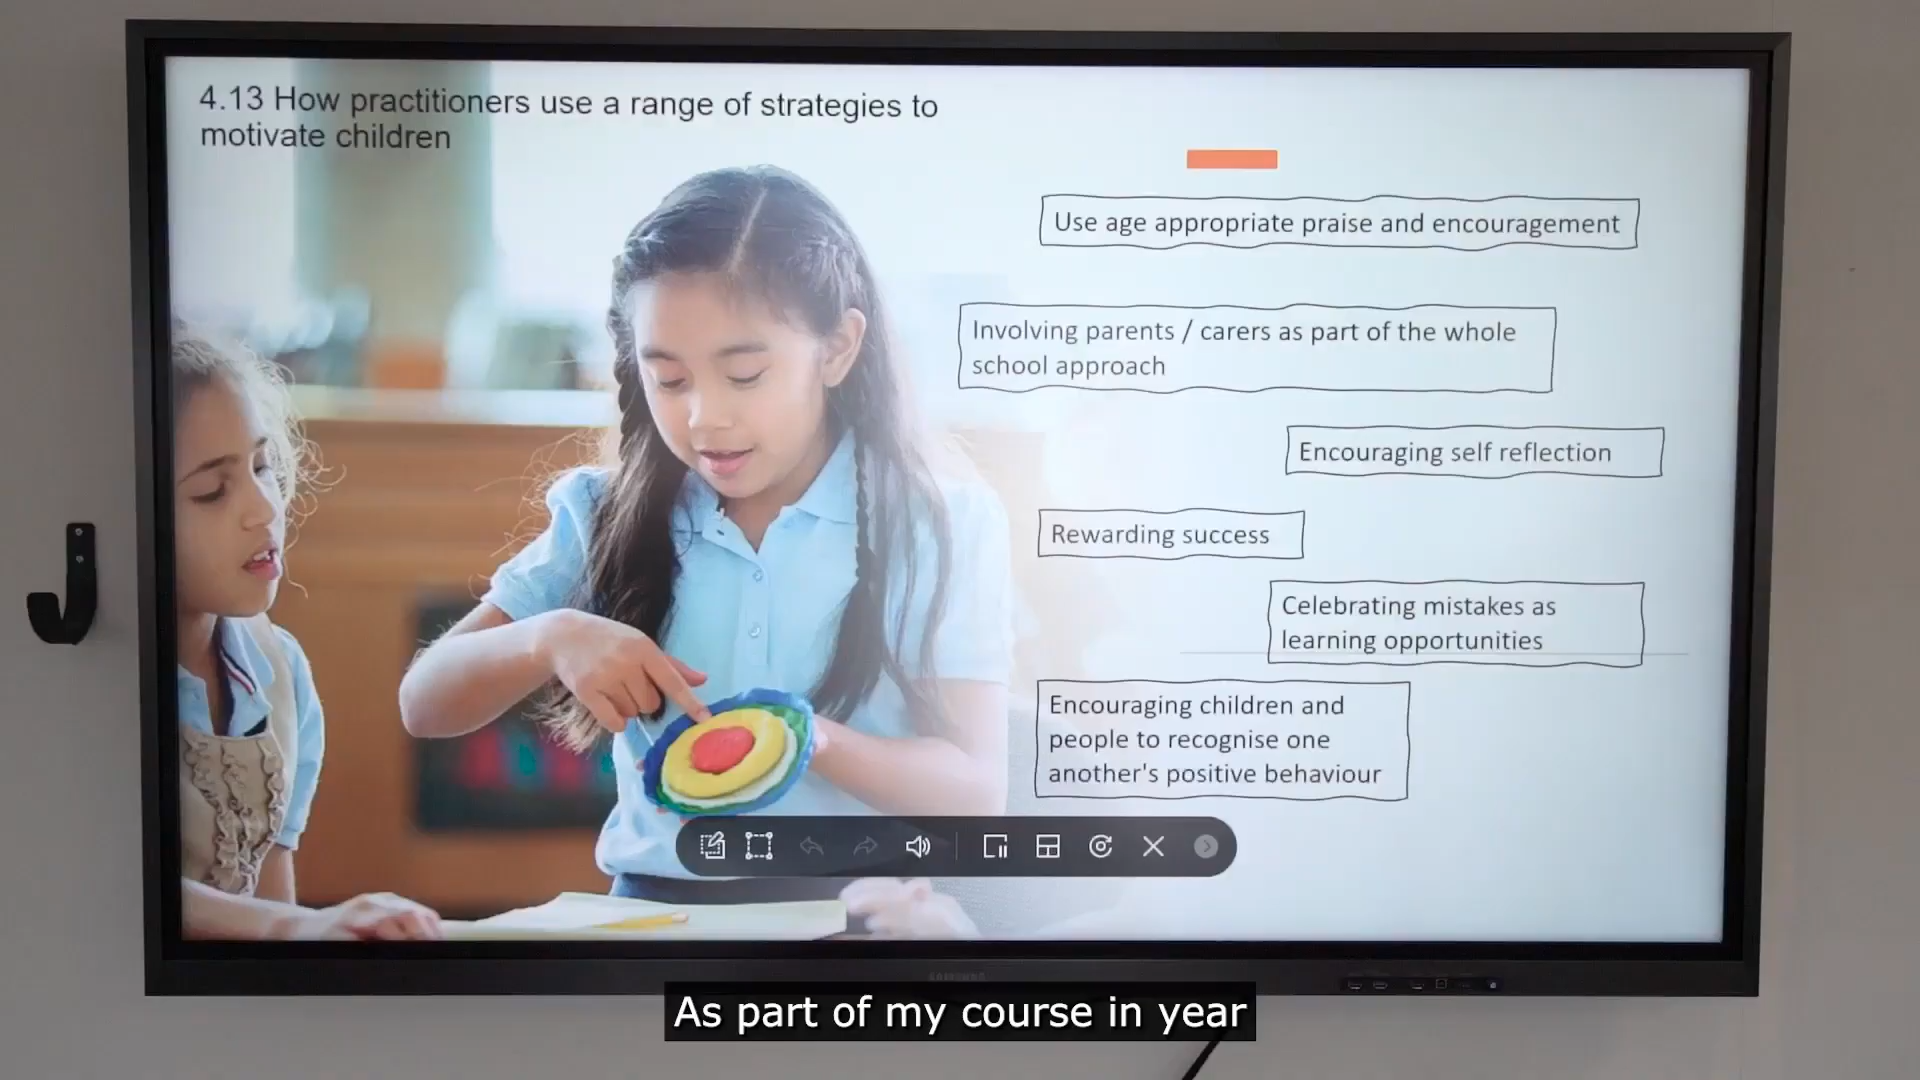 4.13 How practitioners use a range of strategies to
motivate children
Use age appropriate praise and encouragement
Involving parents / carers as part of the whole
school approach
Encouraging self reflection
Rewarding success
Celebrating mistakes as
learning opportunities
Encouraging children and
people to recognise one
another's positive behaviour
SAMSUNG
As part of my course in year